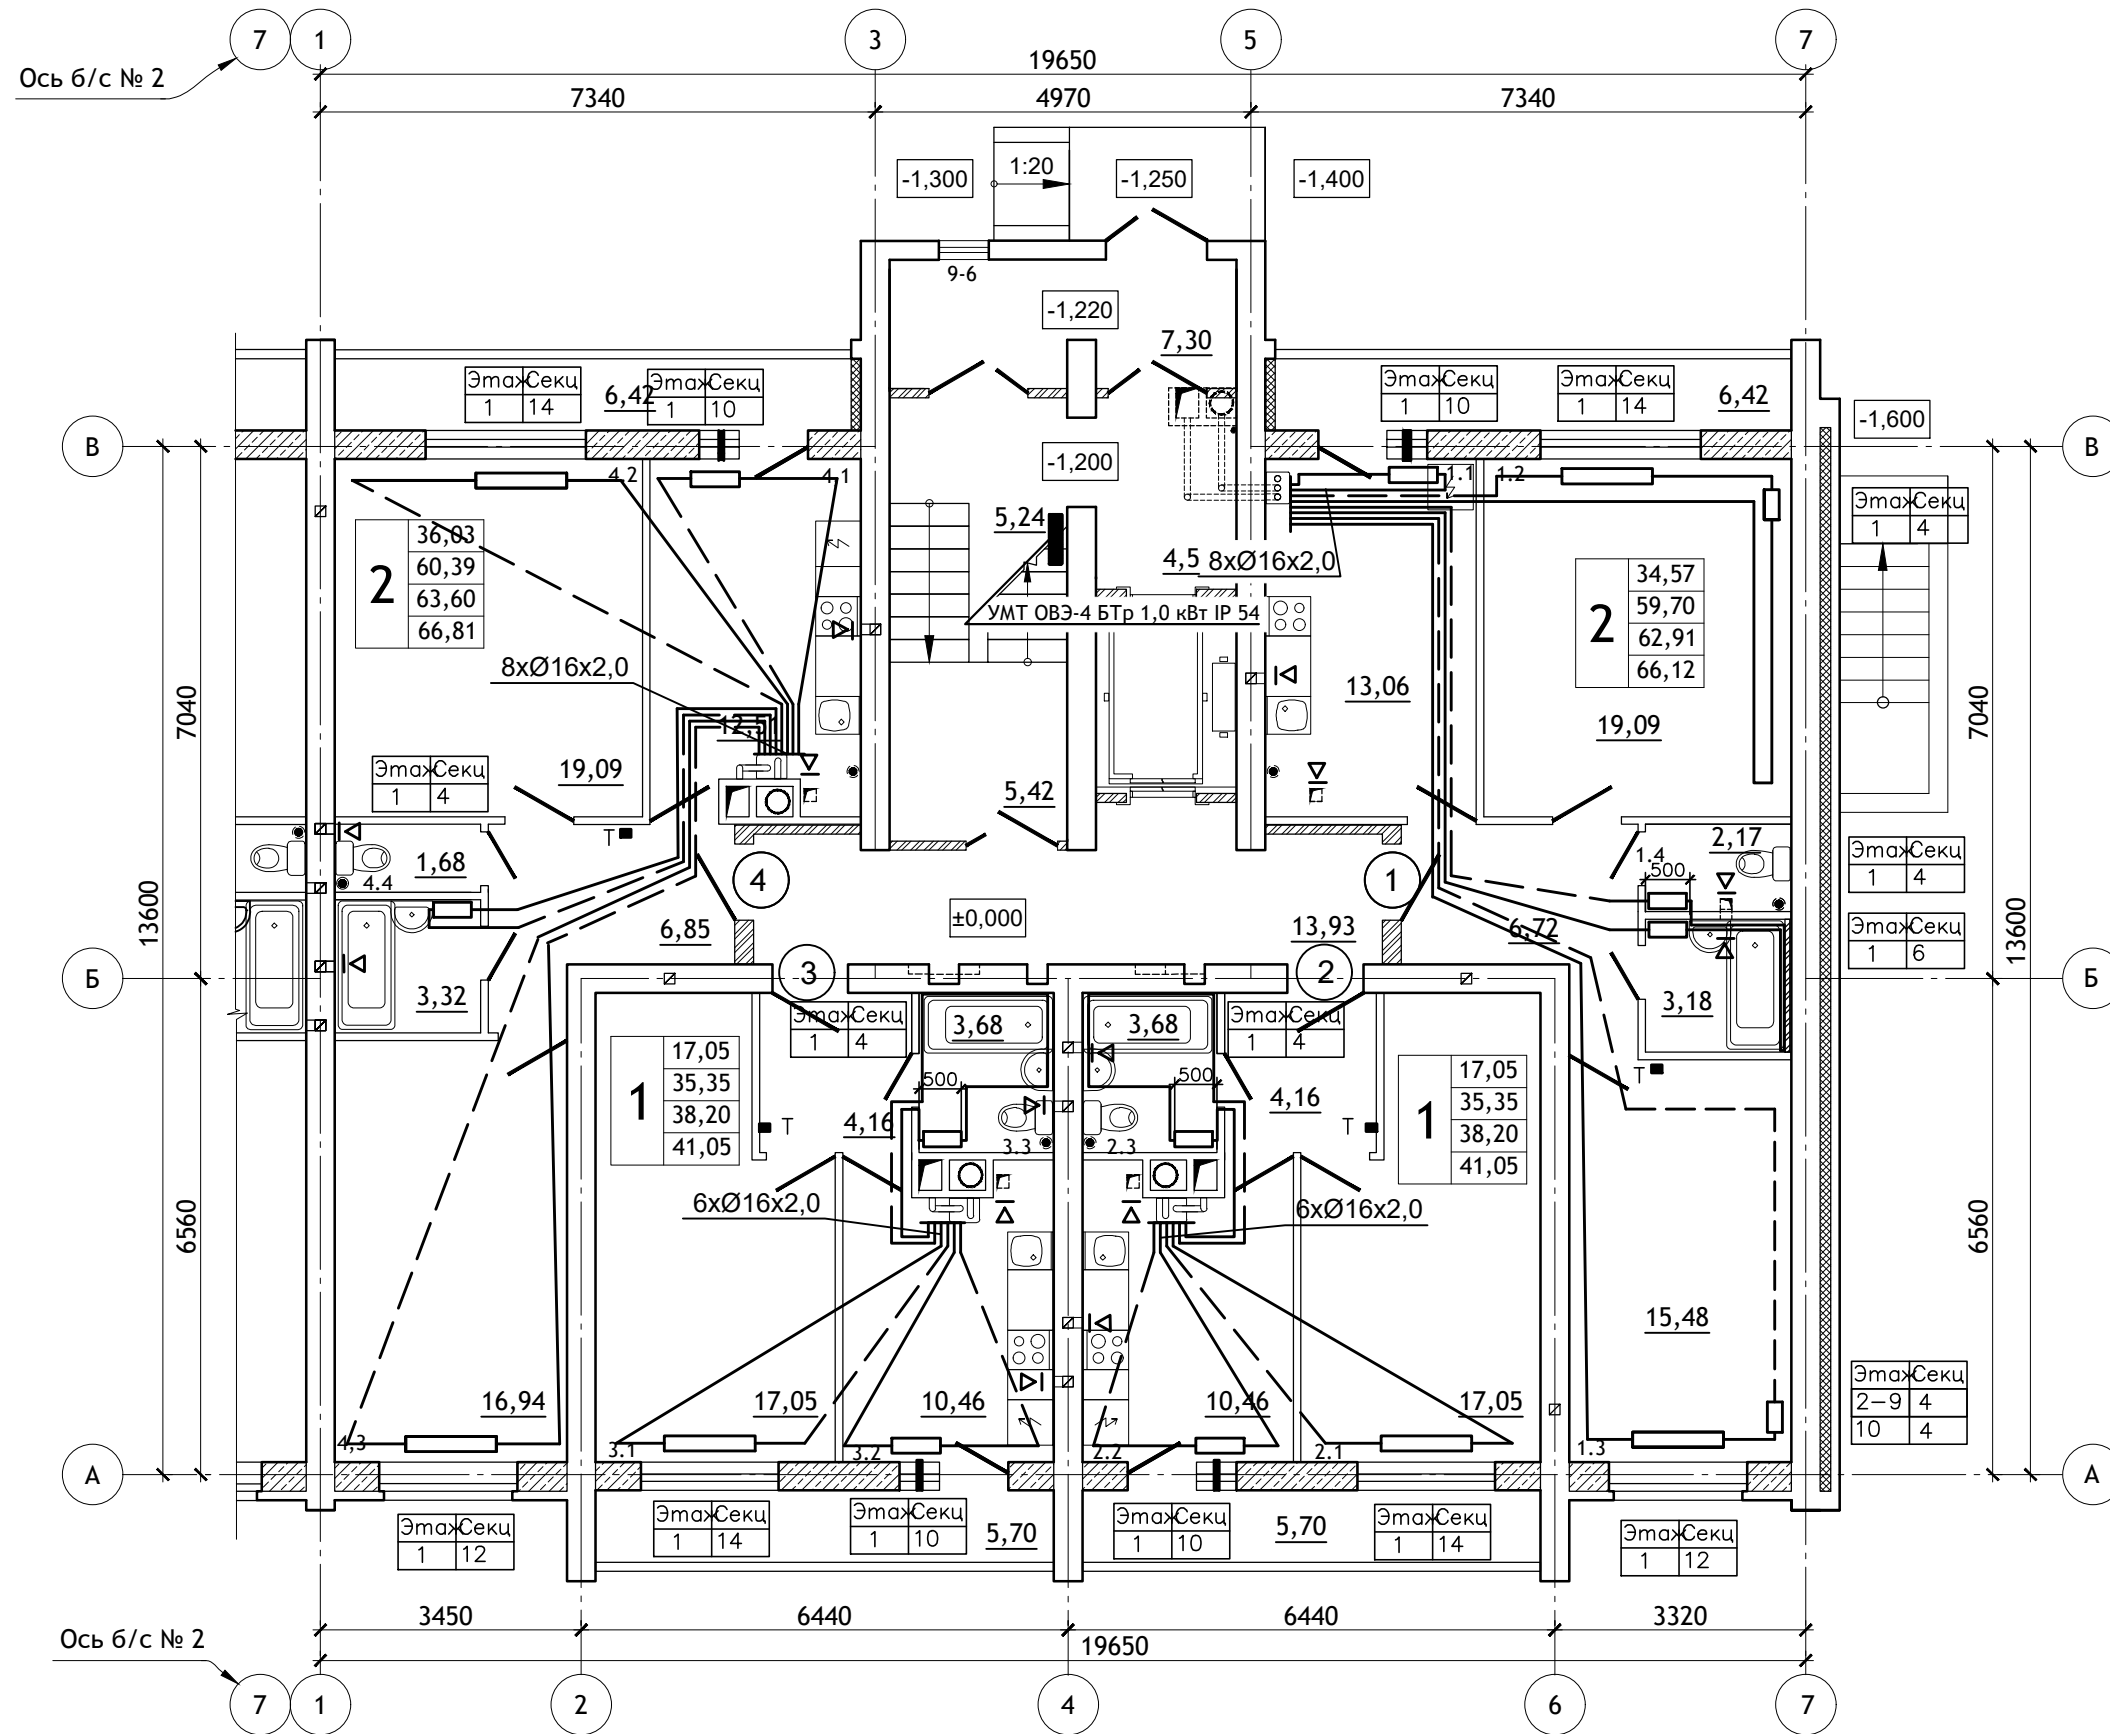 7 1 3 5 7
Ось б/с № 2
19650
7340 4970 7340
-1,300 1:20 -1,250 -1,400
9-6
-1,220
7,30
Этаж Секц
1 14
6,42
Этаж Секц
1 10
Этаж Секц
1 10
Этаж Секц
1 14
6,42
-1,600
В В
-1,200
4.2 4.1 1.1 1.2
Этаж Секц
1 4
5,24
4,5
8xØ16x2,0
УМТ ОВЭ-4 БТр 1,0 кВт IP 54
2
36,03
60,39
63,60
66,81
2
34,57
59,70
62,91
66,12
8xØ16x2,0
13,06
7040 7040
12,5
19,09
19,09
Этаж Секц
1 4
5,42
Т
1,68
4.4
4
1
2,17
1.4
500
Этаж Секц
1 4
13600 13600
±0,000
6,85
13,93
6,72
Этаж Секц
1 6
Б Б
3 2
3,32
3,18
Этаж Секц
1 4
3,68
3,68
Этаж Секц
1 4
1
17,05
35,35
38,20
41,05
1
17,05
35,35
38,20
41,05
500 500
Т
Т
4,16
4,16
Т
3.3 2.3
6xØ16x2,0
6xØ16x2,0
6560 6560
15,48
16,94
17,05
10,46
10,46
17,05
Этаж Секц
2-9 4
10 4
4,3 3.1 3.2 2.2 2.1 1.3
А А
Этаж Секц
1 12
Этаж Секц
1 14
Этаж Секц
1 10
5,70
Этаж Секц
1 10
5,70
Этаж Секц
1 14
Этаж Секц
1 12
3450 6440 6440 3320
19650
Ось б/с № 2
7 1 2 4 6 7